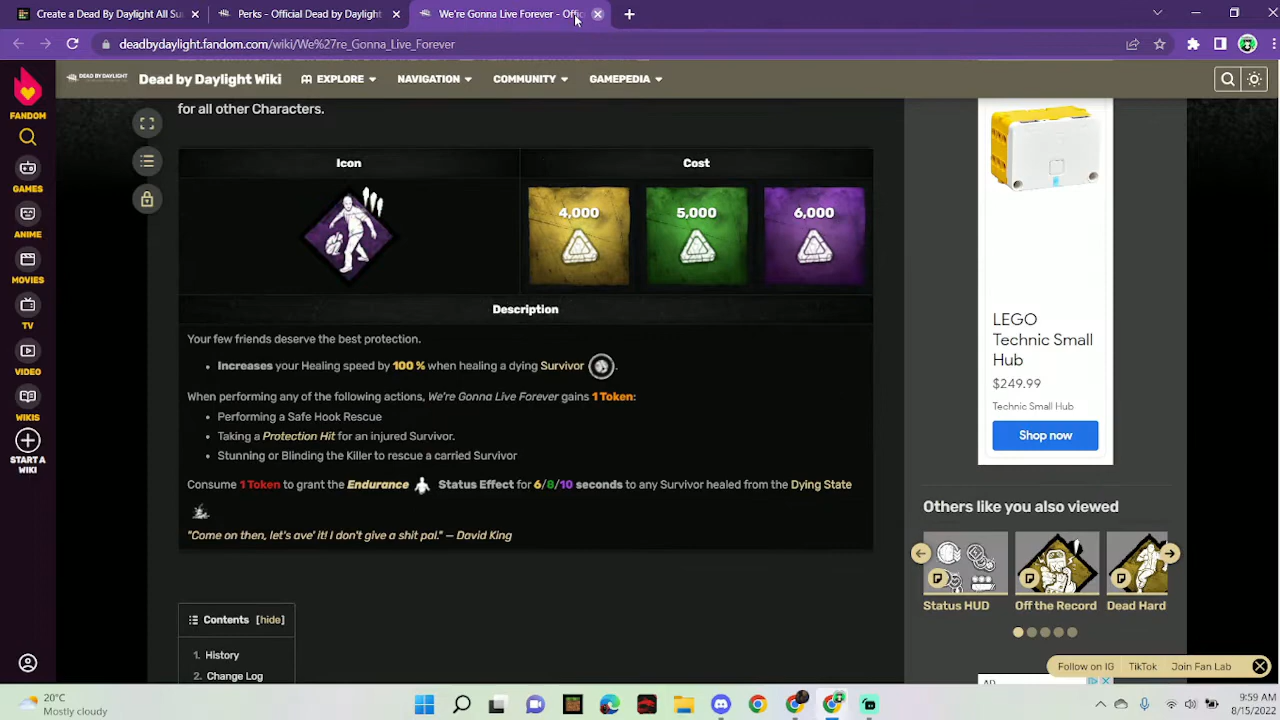 Create a Dead by Daylight All Su
Perks - Official Dead by Daylight
We're Gonna Live Forever - Offic
deadbydaylight.fandom.com/wiki/We%27re_Gonna_Live_Forever
DEAD BY DAYLIGHT
Dead by Daylight Wiki
EXPLORE
NAVIGATION
COMMUNITY
GAMEPEDIA
FANDOM
GAMES
ANIME
MOVIES
TV
VIDEO
WIKIS
START A
WIKI
for all other Characters.
Icon
Cost
4,000
5,000
6,000
Description
Your few friends deserve the best protection.
Increases your Healing speed by 100 % when healing a dying Survivor .
When performing any of the following actions, We're Gonna Live Forever gains 1 Token:
Performing a Safe Hook Rescue
Taking a Protection Hit for an injured Survivor.
Stunning or Blinding the Killer to rescue a carried Survivor
Consume 1 Token to grant the Endurance Status Effect for 6/8/10 seconds to any Survivor healed from the Dying State
"Come on then, let's ave' it! I don't give a shit pal." — David King
Contents [hide]
1. History
2. Change Log
LEGO
Technic Small
Hub
$249.99
Technic Small Hub
Shop now
Others like you also viewed
Status HUD
Off the Record
Dead Hard
Follow on IG
TikTok
Join Fan Lab
AD
20°C
Mostly cloudy
9:59 AM
8/15/2022